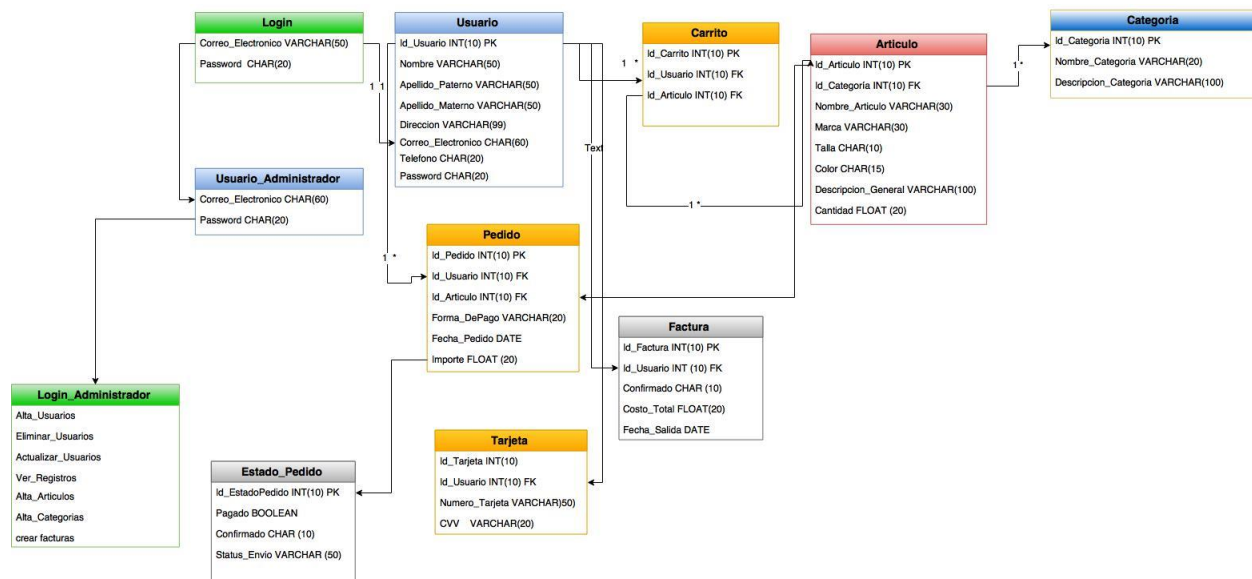 Login
Correo_Electronico VARCHAR(50)
Password CHAR(20)
Usuario
Id_Usuario INT(10) PK
Nombre VARCHAR(50)
Apellido_Paterno VARCHAR(50)
Apellido_Materno VARCHAR(50)
Direccion VARCHAR(99)
Correo_Electronico CHAR(60)
Telefono CHAR(20)
Password CHAR(20)
Carrito
Id_Carrito INT(10) PK
Id_Usuario INT(10) FK
Id_Articulo INT(10) FK
Articulo
Id_Articulo INT(10) PK
Id_Categoria INT(10) FK
Nombre_Articulo VARCHAR(30)
Marca VARCHAR(30)
Talla CHAR(10)
Color CHAR(15)
Descripcion_General VARCHAR(100)
Cantidad FLOAT (20)
Categoria
Id_Categoria INT(10) PK
Nombre_Categoria VARCHAR(20)
Descripcion_Categoria VARCHAR(100)
1 1
1 *
1 *
1 *
1 *
Text
Usuario_Administrador
Correo_Electronico CHAR(60)
Password CHAR(20)
Pedido
Id_Pedido INT(10) PK
Id_Usuario INT(10) FK
Id_Articulo INT(10) FK
Forma_DePago VARCHAR(20)
Fecha_Pedido DATE
Importe FLOAT (20)
Factura
Id_Factura INT(10) PK
Id_Usuario INT (10) FK
Confirmado CHAR (10)
Costo_Total FLOAT(20)
Fecha_Salida DATE
Login_Administrador
Alta_Usuarios
Eliminar_Usuarios
Actualizar_Usuarios
Ver_Registros
Alta_Articulos
Alta_Categorias
crear facturas
Estado_Pedido
Id_EstadoPedido INT(10) PK
Pagado BOOLEAN
Confirmado CHAR (10)
Status_Envio VARCHAR (50)
Tarjeta
Id_Tarjeta INT(10)
Id_Usuario INT(10) FK
Numero_Tarjeta VARCHAR)50)
CVV VARCHAR(20)